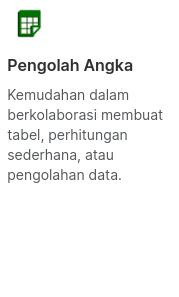 Pengolah Angka
Kemudahan dalam
berkolaborasi membuat
tabel, perhitungan
sederhana, atau
pengolahan data.